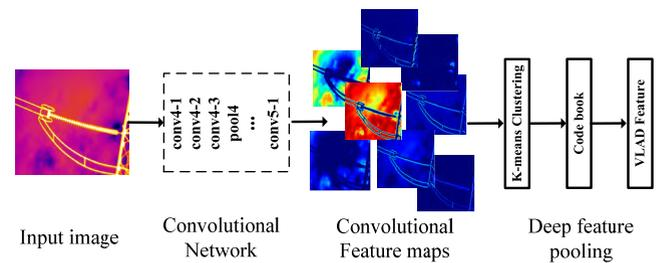 conv4-1
conv4-2
conv4-3
pool4
...
conv5-1
K-means Clustering
Code book
VLAD Feature
Input image
Convolutional
Network
Convolutional
Feature maps
Deep feature
pooling